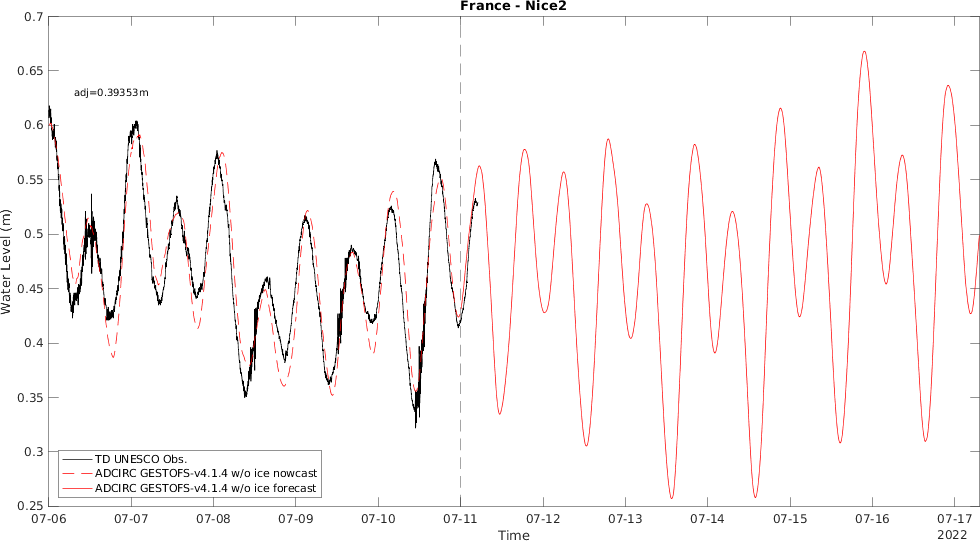 France - Nice2
0.7
0.65
0.6
0.55
0.5
0.45
0.4
0.35
0.3
0.25
Water Level (m)
adj=0.39353m
TD UNESCO Obs.
ADCIRC GESTOFS-v4.1.4 w/o ice nowcast
ADCIRC GESTOFS-v4.1.4 w/o ice forecast
07-06 07-07 07-08 07-09 07-10 07-11 07-12 07-13 07-14 07-15 07-16 07-17
Time
2022